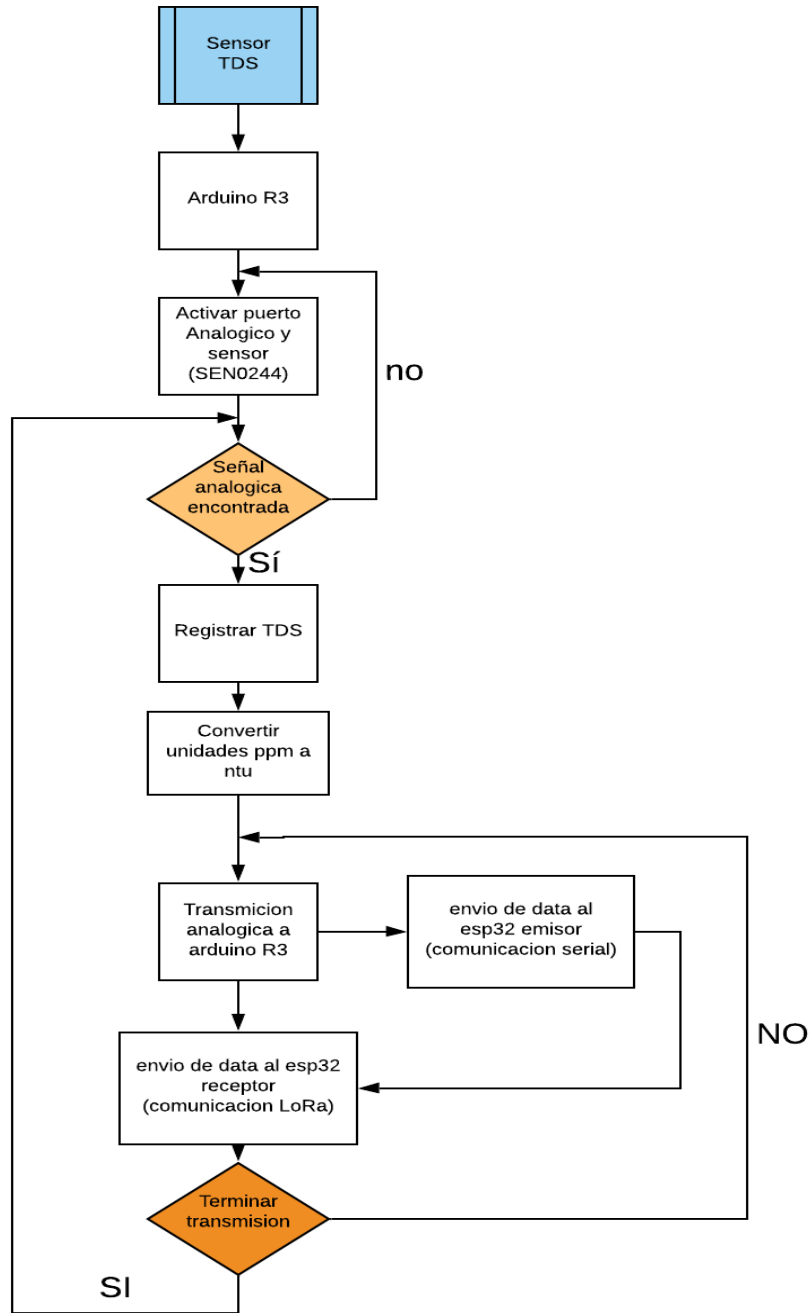 Sensor
TDS
Arduino R3
Activar puerto
Analogico y
sensor
(SEN0244)
no
Señal
analogica
encontrada
Sí
Registrar TDS
Convertir
unidades ppm a
ntu
Transmicion
analogica a
arduino R3
envio de data al
esp32 emisor
(comunicacion serial)
NO
envio de data al esp32
receptor
(comunicacion LoRa)
Terminar
transmision
SI